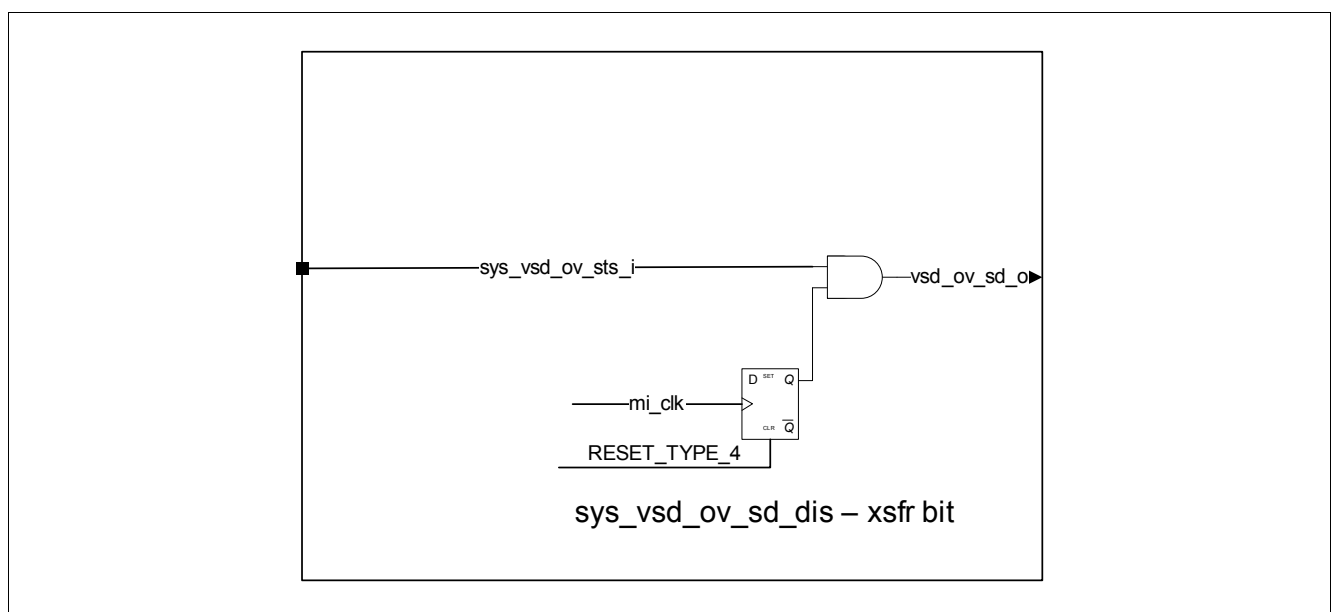 sys_vsd_ov_sts_i
vsd_ov_sd_o
D SET Q
mi_clk
CLR Q
RESET_TYPE_4
sys_vsd_ov_sd_dis – xsfr bit